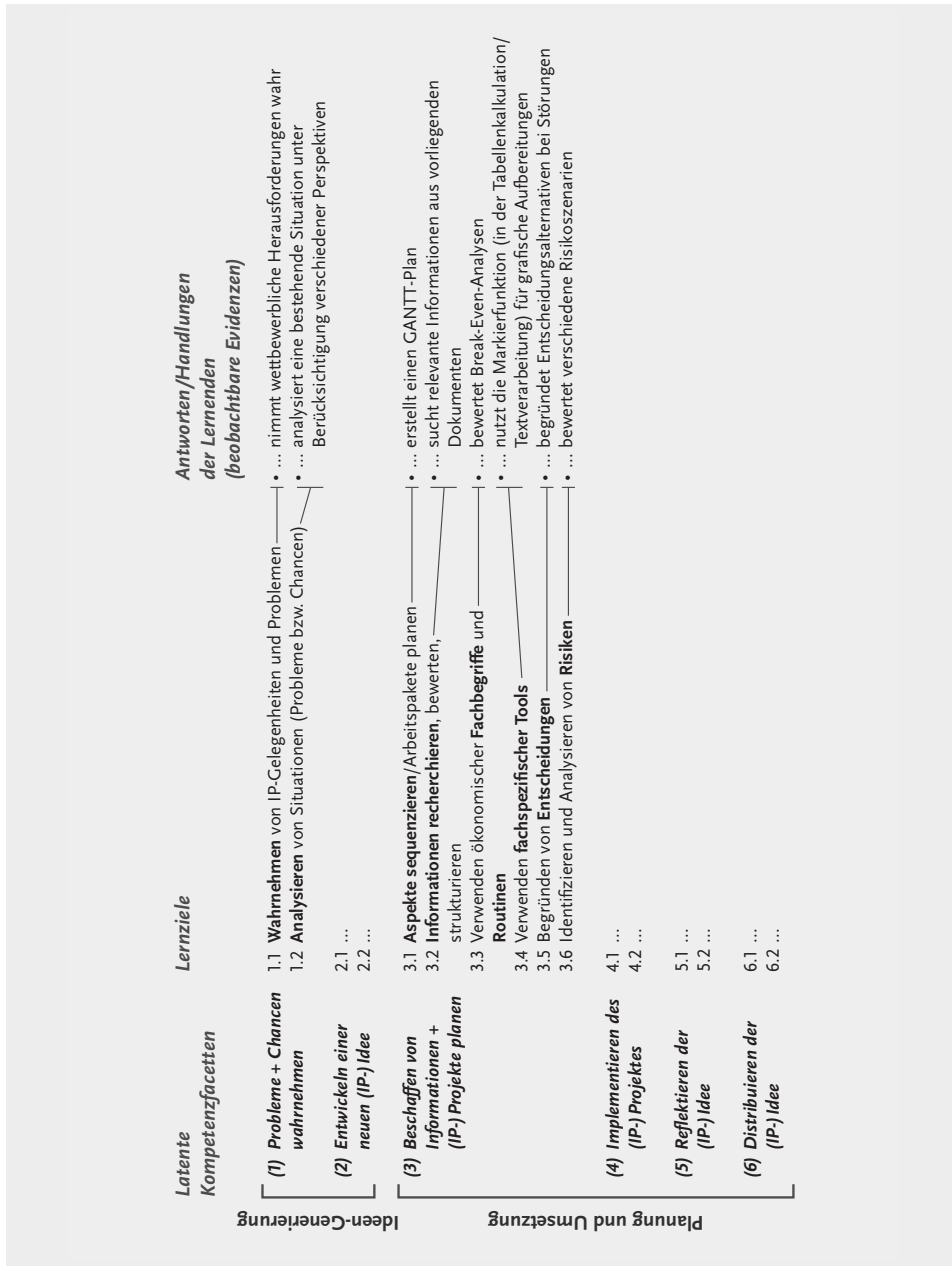 Latente
Kompetenzfacetten
Lernziele
Antworten/Handlungen
der Lernenden
(beobachtbare Evidenzen)
Ideen-Generierung
(1) Probleme + Chancen
wahrnehmen
1.1 Wahrnehmen von IP-Gelegenheiten und Problemen
• ... nimmt wettbewerbliche Herausforderungen wahr
1.2 Analysieren von Situationen (Probleme bzw. Chancen)
• ... analysiert eine bestehende Situation unter
Berücksichtigung verschiedener Perspektiven
(2) Entwickeln einer
neuen (IP-) Idee
2.1 ...
2.2 ...
Planung und Umsetzung
(3) Beschaffen von
Informationen +
(IP-) Projekte planen
3.1 Aspekte sequenzieren/Arbeitspakete planen
• ... erstellt einen GANTT-Plan
3.2 Informationen recherchieren, bewerten,
strukturieren
• ... sucht relevante Informationen aus vorliegenden
Dokumenten
3.3 Verwenden ökonomischer Fachbegriffe und
Routinen
• ... bewertet Break-Even-Analysen
3.4 Verwenden fachspezifischer Tools
• ... nutzt die Markierfunktion (in der Tabellenkalkulation/
Textverarbeitung) für grafische Aufbereitungen
3.5 Begründen von Entscheidungen
• ... begründet Entscheidungsalternativen bei Störungen
3.6 Identifizieren und Analysieren von Risiken
• ... bewertet verschiedene Risikoszenarien
(4) Implementieren des
(IP-) Projektes
4.1 ...
4.2 ...
(5) Reflektieren der
(IP-) Idee
5.1 ...
5.2 ...
(6) Distribuieren der
(IP-) Idee
6.1 ...
6.2 ...